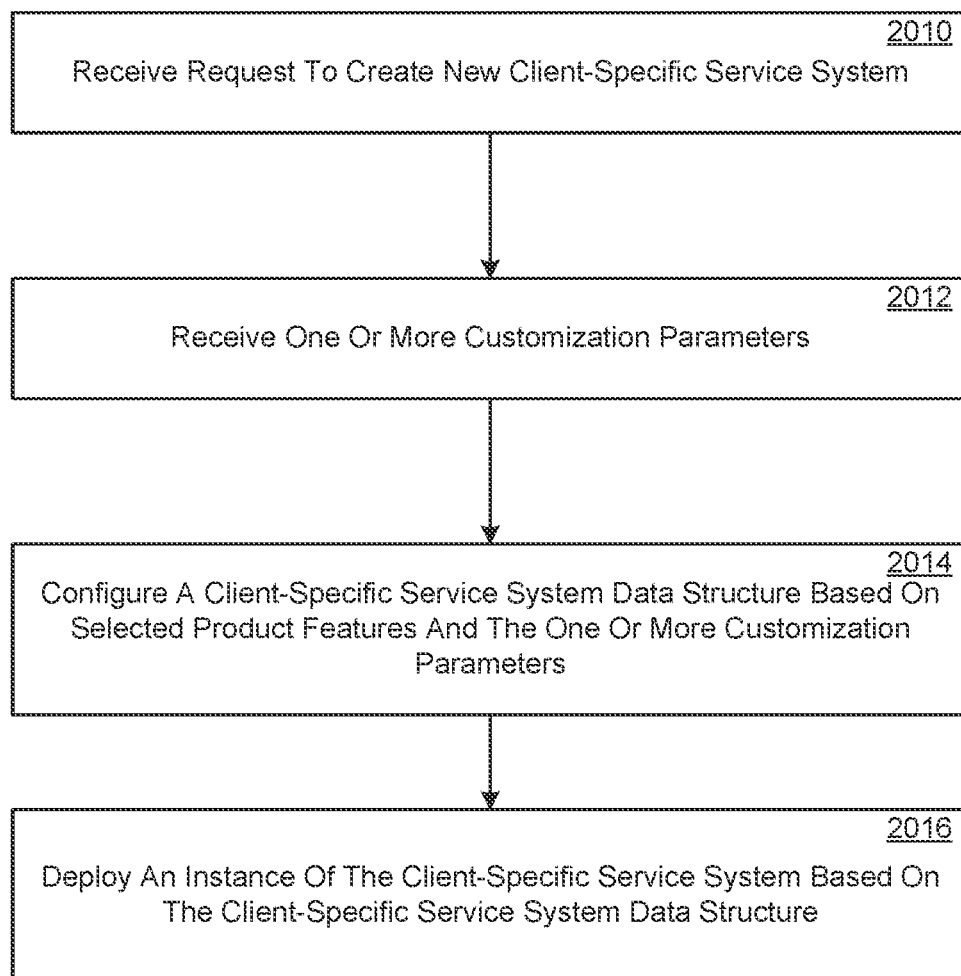 2010
Receive Request To Create New Client-Specific Service System
2012
Receive One Or More Customization Parameters
2014
Configure A Client-Specific Service System Data Structure Based On
Selected Product Features And The One Or More Customization
Parameters
2016
Deploy An Instance Of The Client-Specific Service System Based On
The Client-Specific Service System Data Structure